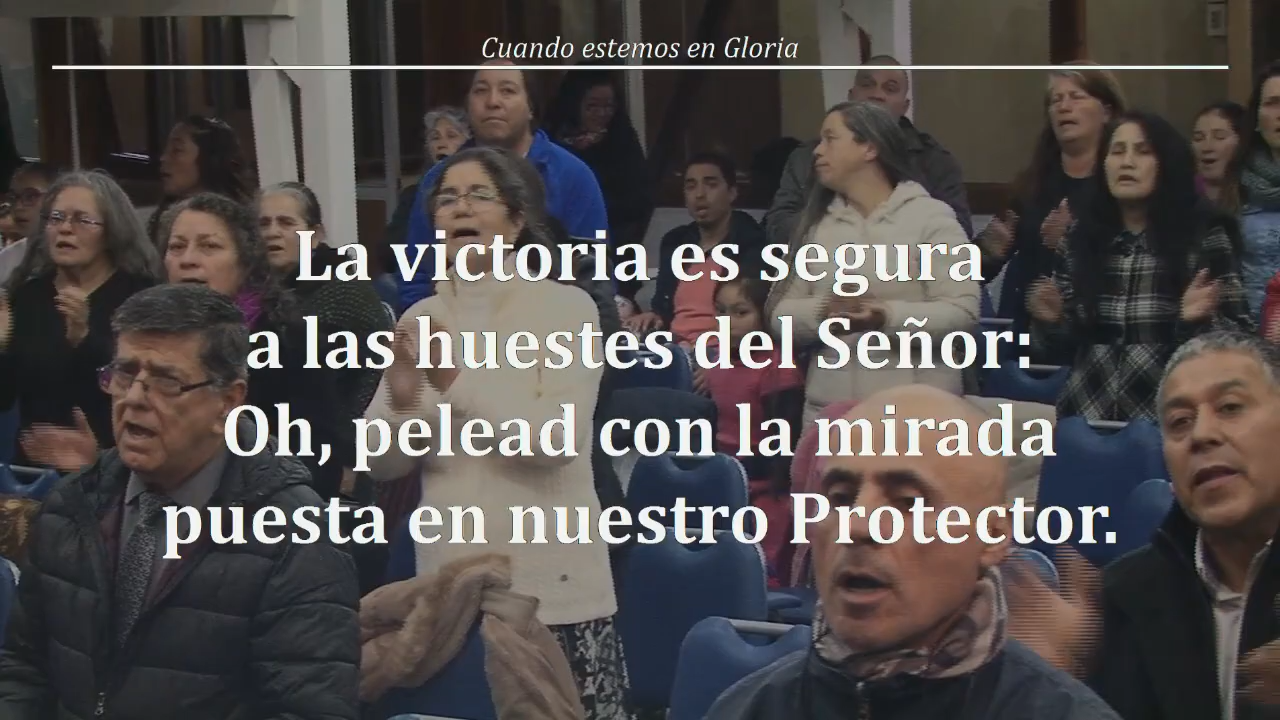 Cuando estemos en Gloria
La victoria es segura
a las huestes del Señor:
Oh, pelead con la mirada
puesta en nuestro Protector.